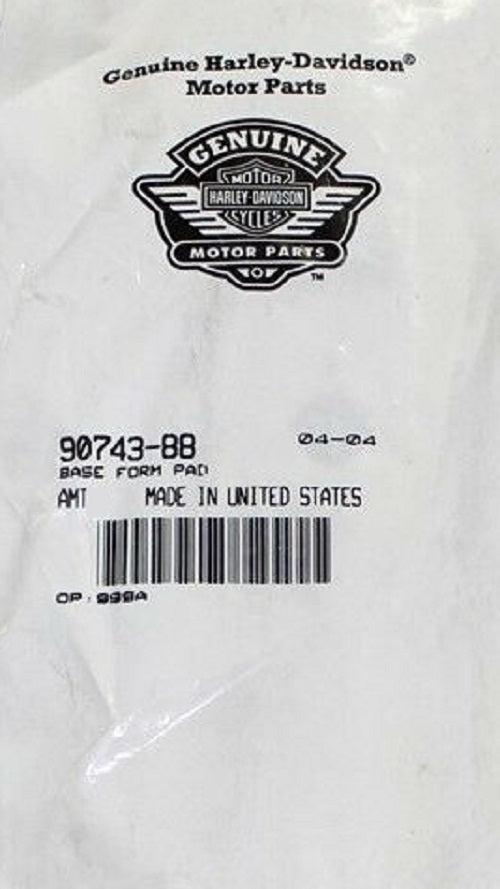 Genuine Harley-Davidson®
Motor Parts
GENUINE
MOTOR
HARLEY-DAVIDSON
CYCLES
MOTOR PARTS
TM
90743-88 04-04
BASE FORM PAD
AMT MADE IN UNITED STATES
OP: 999A